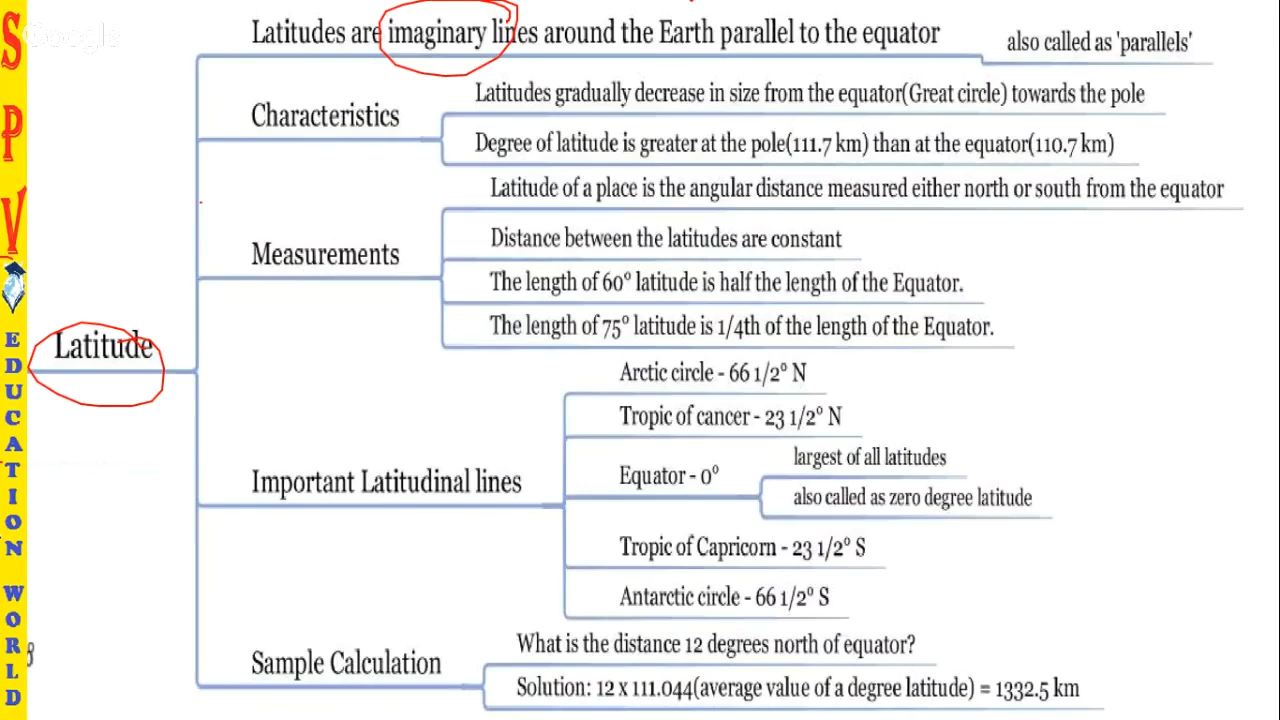 Google
SPV
EDUCATION WORLD
Latitude
Latitudes are imaginary lines around the Earth parallel to the equator
also called as 'parallels'
Characteristics
Latitudes gradually decrease in size from the equator(Great circle) towards the pole
Degree of latitude is greater at the pole(111.7 km) than at the equator(110.7 km)
Measurements
Latitude of a place is the angular distance measured either north or south from the equator
Distance between the latitudes are constant
The length of 60° latitude is half the length of the Equator.
The length of 75° latitude is 1/4th of the length of the Equator.
Important Latitudinal lines
Arctic circle - 66 1/2° N
Tropic of cancer - 23 1/2° N
Equator - 0°
largest of all latitudes
also called as zero degree latitude
Tropic of Capricorn - 23 1/2° S
Antarctic circle - 66 1/2° S
Sample Calculation
What is the distance 12 degrees north of equator?
Solution: 12 x 111.044(average value of a degree latitude) = 1332.5 km